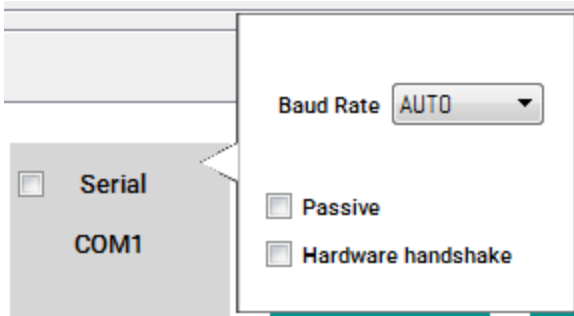 Baud Rate AUTO
Serial
COM1
Passive
Hardware handshake